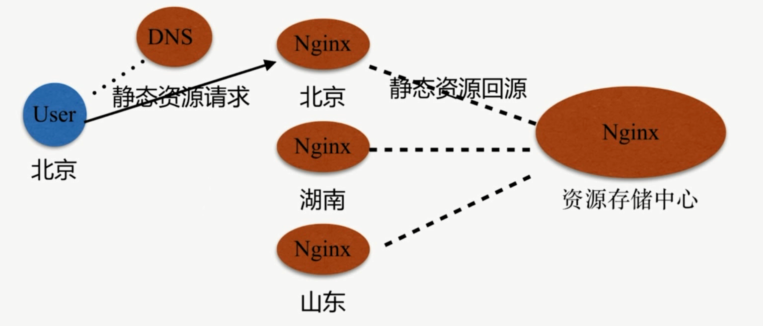 DNS
Nginx
静态资源请求
北京
静态资源回源
User
北京
Nginx
湖南
Nginx
资源存储中心
Nginx
山东